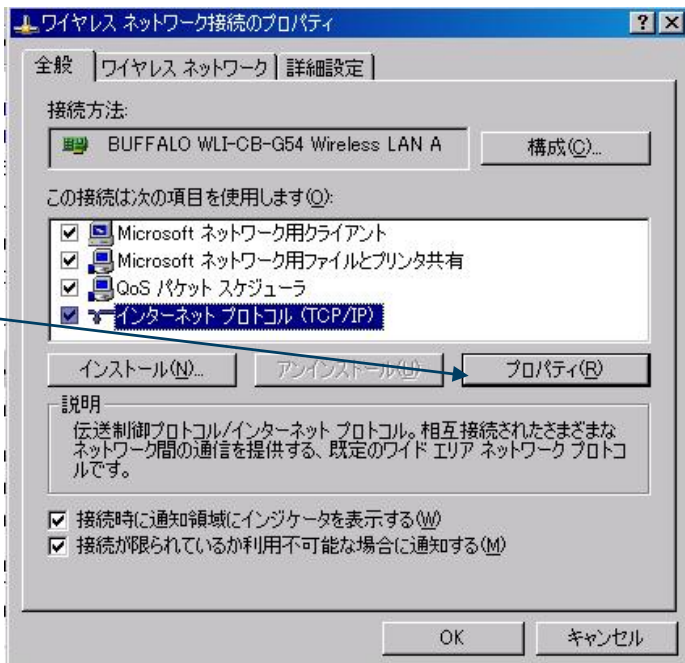 ワイヤレス ネットワーク接続のプロパティ
全般
ワイヤレス ネットワーク
詳細設定
接続方法:
BUFFALO WLI-CB-G54 Wireless LAN A
構成(C)...
この接続は次の項目を使用します(O):
Microsoft ネットワーク用クライアント
Microsoft ネットワーク用ファイルとプリンタ共有
QoS パケット スケジューラ
インターネット プロトコル (TCP/IP)
インストール(N)...
アンインストール(U)
プロパティ(R)
説明
伝送制御プロトコル/インターネット プロトコル。相互接続されたさまざまな
ネットワーク間の通信を提供する、既定のワイド エリア ネットワーク プロトコ
ルです。
接続時に通知領域にインジケータを表示する(W)
接続が限られているか利用不可能な場合に通知する(M)
OK
キャンセル